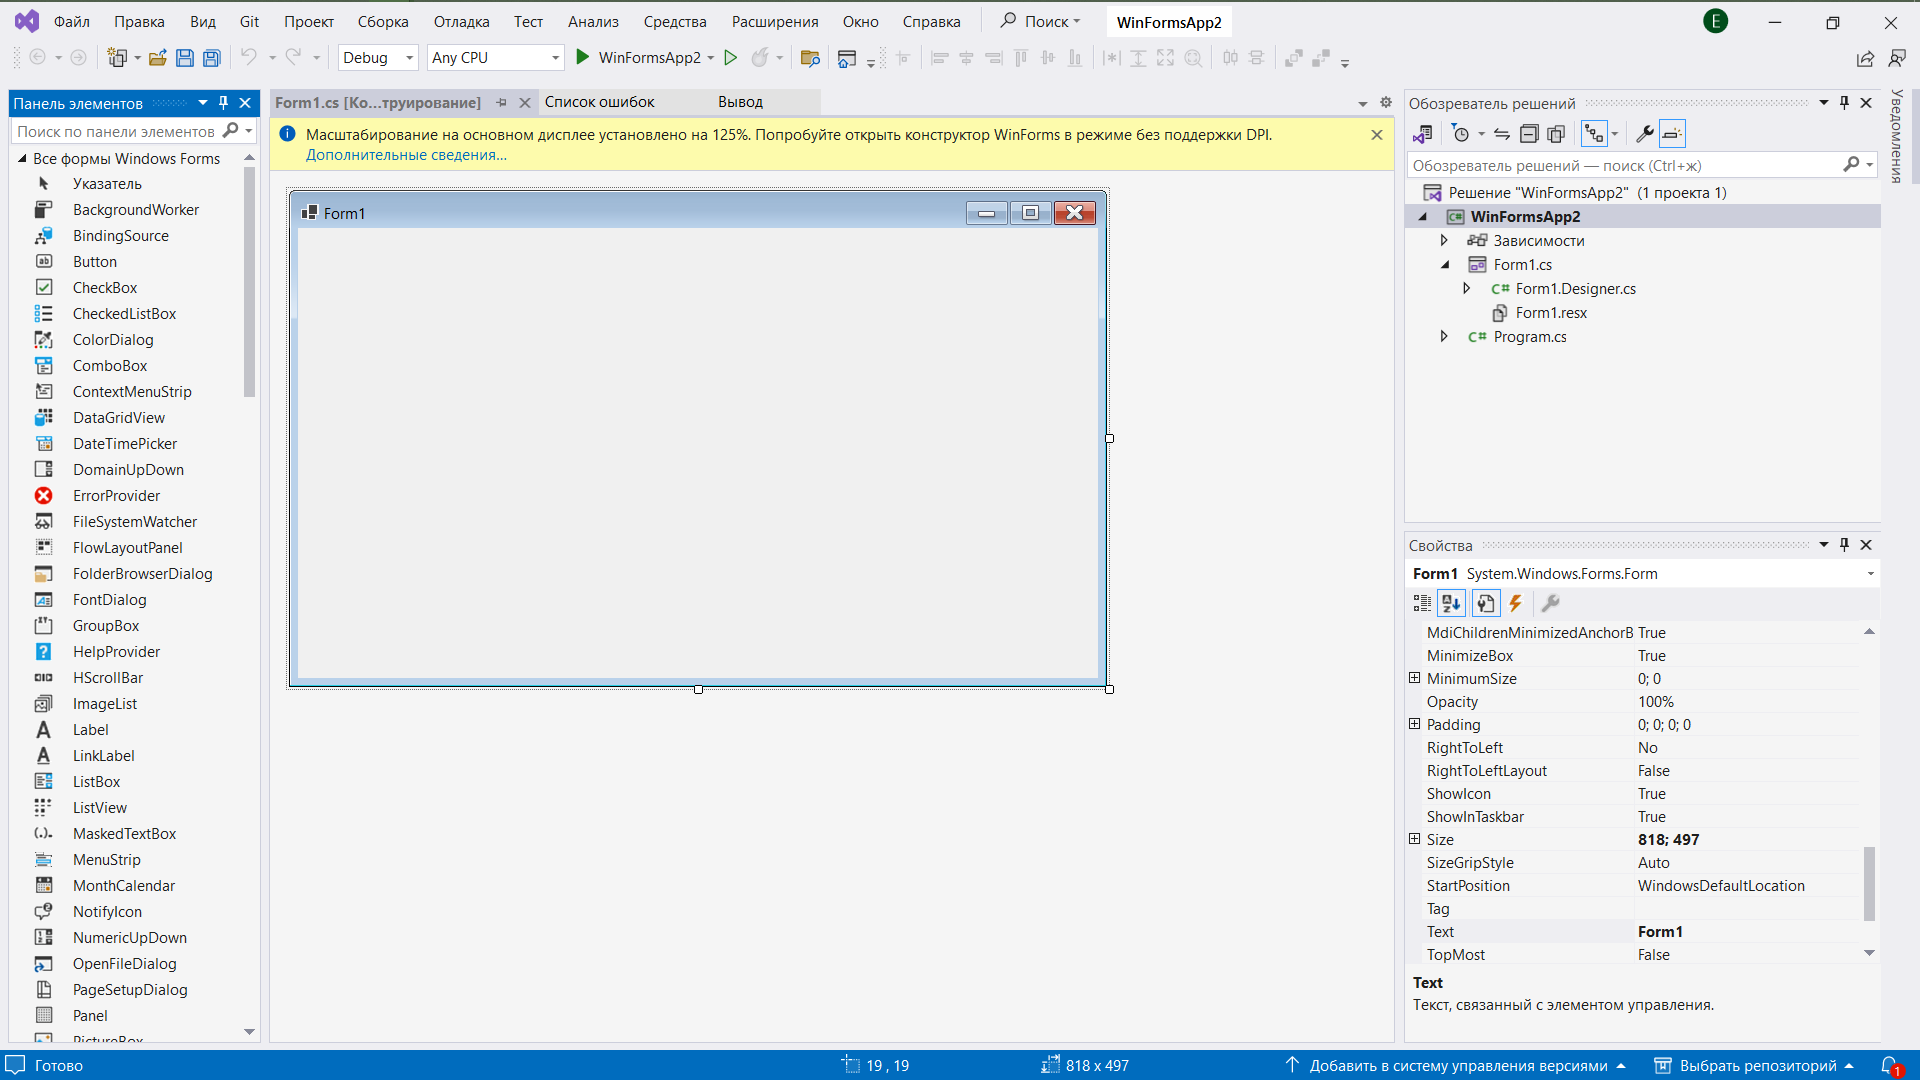 Файл Правка Вид Git Проект Сборка Отладка Тест Анализ Средства Расширения Окно Справка Поиск WinFormsApp2 E
Debug Any CPU WinFormsApp2
Панель элементов
Поиск по панели элементов
Все формы Windows Forms
Указатель
BackgroundWorker
BindingSource
Button
CheckBox
CheckedListBox
ColorDialog
ComboBox
ContextMenuStrip
DataGridView
DateTimePicker
DomainUpDown
ErrorProvider
FileSystemWatcher
FlowLayoutPanel
FolderBrowserDialog
FontDialog
GroupBox
HelpProvider
HScrollBar
ImageList
Label
LinkLabel
ListBox
ListView
MaskedTextBox
MenuStrip
MonthCalendar
NotifyIcon
NumericUpDown
OpenFileDialog
PageSetupDialog
Panel
PictureBox
Form1.cs [Ко...труирование] Список ошибок Вывод
Масштабирование на основном дисплее установлено на 125%. Попробуйте открыть конструктор WinForms в режиме без поддержки DPI.
Дополнительные сведения...
Form1
Обозреватель решений
Обозреватель решений — поиск (Ctrl+ж)
Решение "WinFormsApp2" (1 проекта 1)
WinFormsApp2
Зависимости
Form1.cs
C# Form1.Designer.cs
Form1.resx
C# Program.cs
Уведомления
Свойства
Form1 System.Windows.Forms.Form
MdiChildrenMinimizedAnchorB True
MinimizeBox True
MinimumSize 0; 0
Opacity 100%
Padding 0; 0; 0; 0
RightToLeft No
RightToLeftLayout False
ShowIcon True
ShowInTaskbar True
Size 818; 497
SizeGripStyle Auto
StartPosition WindowsDefaultLocation
Tag
Text Form1
TopMost False
Text
Текст, связанный с элементом управления.
Готово 19 , 19 818 x 497 Добавить в систему управления версиями Выбрать репозиторий 1